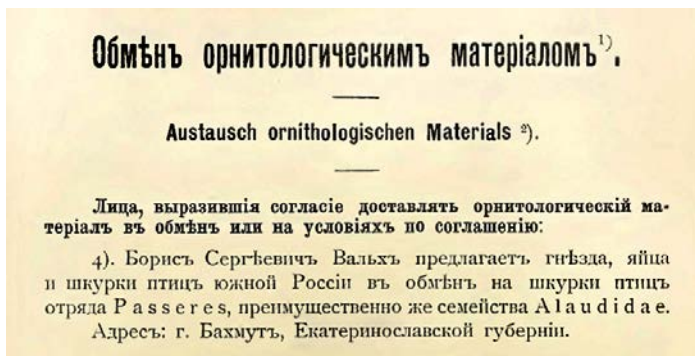 Обмѣнъ орнитологическимъ матеріаломъ¹).
Austausch ornithologischen Materials ²).
Лица, выразившія согласіе доставлять орнитологическій ма-
теріалъ въ обмѣнъ или на условіяхъ по соглашенію:
4). Борисъ Сергѣевичъ Вальхъ предлагаетъ гнѣзда, яйца
и шкурки птицъ южной Россіи въ обмѣнъ на шкурки птицъ
отряда Passeres, преимущественно же семейства Alaudidae.
Адресъ: г. Бахмутъ, Екатеринославской губерніи.